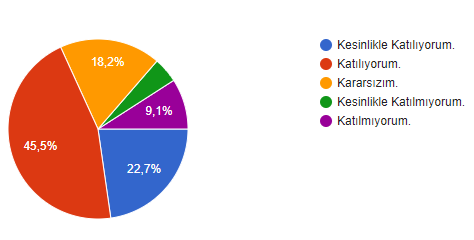 18,2%
9,1%
45,5%
22,7%
Kesinlikle Katılıyorum.
Katılıyorum.
Kararsızım.
Kesinlikle Katılmıyorum.
Katılmıyorum.